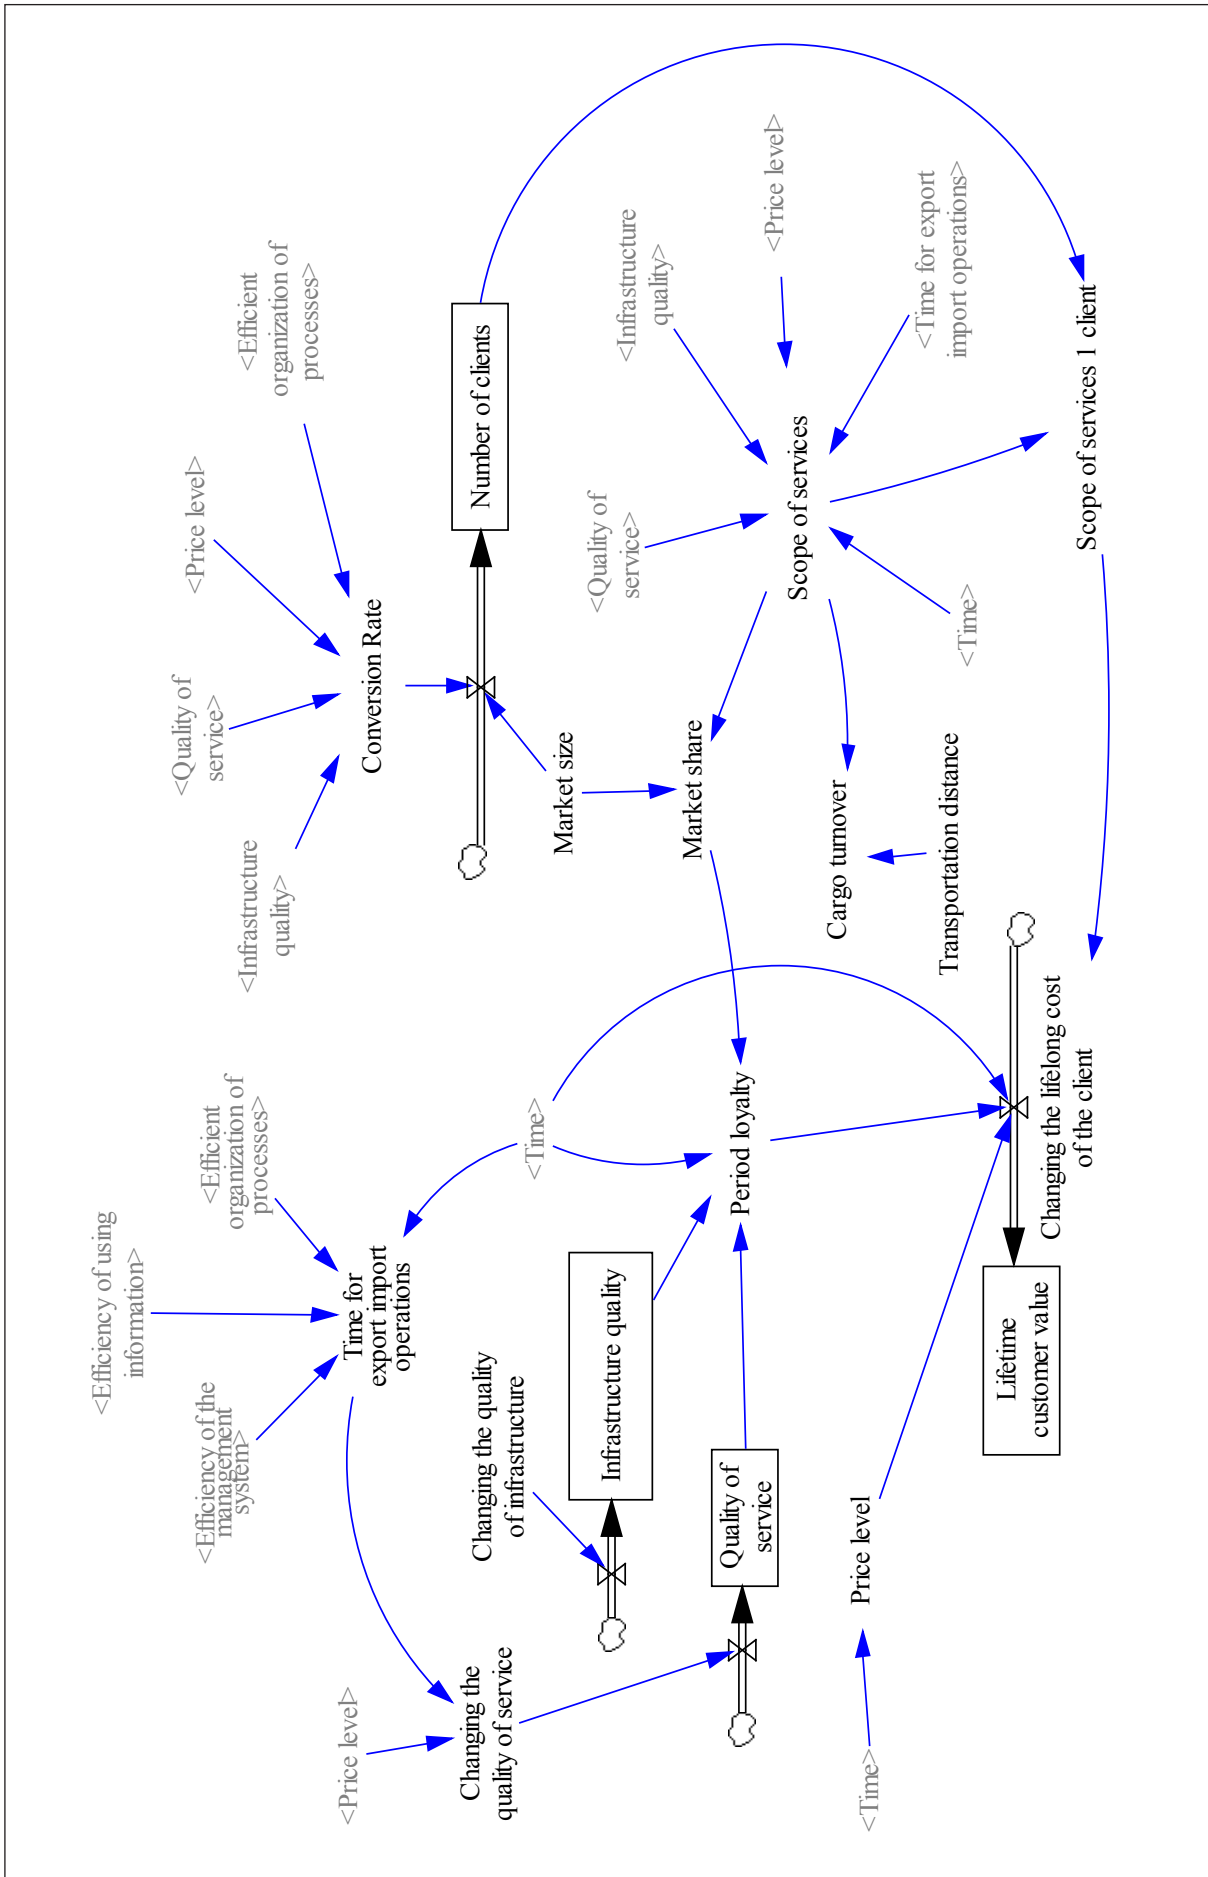 <Efficiency of using
information>
<Efficiency of the
management
system>
<Efficient
organization of
processes>
Time for
export import
operations
<Price level>
Changing the
quality of service
Changing the quality
of infrastructure
<Time>
Infrastructure quality
Quality of
service
Period loyalty
<Time>
Price level
Lifetime
customer value
Changing the lifelong cost
of the client
<Infrastructure
quality>
<Quality of
service>
<Price level>
<Efficient
organization of
processes>
Conversion Rate
Number of clients
Market size
Market share
<Quality of
service>
<Infrastructure
quality>
<Price level>
Scope of services
<Time for export
import operations>
<Time>
Cargo turnover
Transportation distance
Scope of services 1 client